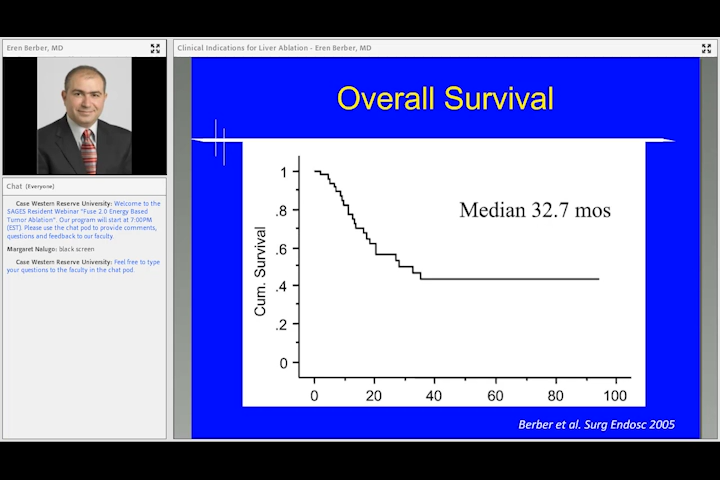 Eren Berber, MD
Clinical Indications for Liver Ablation - Eren Berber, MD
Chat (Everyone)
Case Western Reserve University: Welcome to the
SAGES Resident Webinar "Fuse 2.0 Energy Based
Tumor Ablation". Our program will start at 7:00PM
(EST). Please use the chat pod to provide comments,
questions and feedback to our faculty.
Margaret Nalugo: black screen
Case Western Reserve University: Feel free to type
your questions to the faculty in the chat pod.
Overall Survival
Median 32.7 mos
Cum. Survival
1
.8
.6
.4
.2
0
0 20 40 60 80 100
Berber et al. Surg Endosc 2005